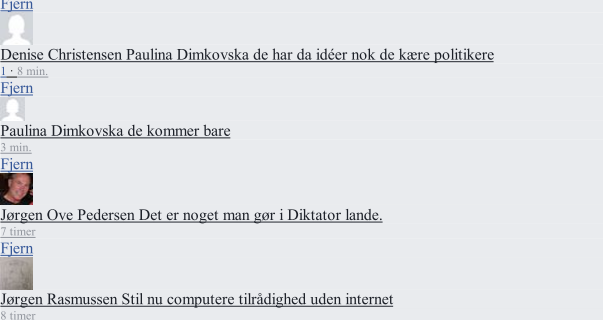 Fjern
Denise Christensen Paulina Dimkovska de har da idéer nok de kære politikere
1 · 8 min.
Fjern
Paulina Dimkovska de kommer bare
3 min.
Fjern
Jørgen Ove Pedersen Det er noget man gør i Diktator lande.
7 timer
Fjern
Jørgen Rasmussen Stil nu computere tilrådighed uden internet
8 timer